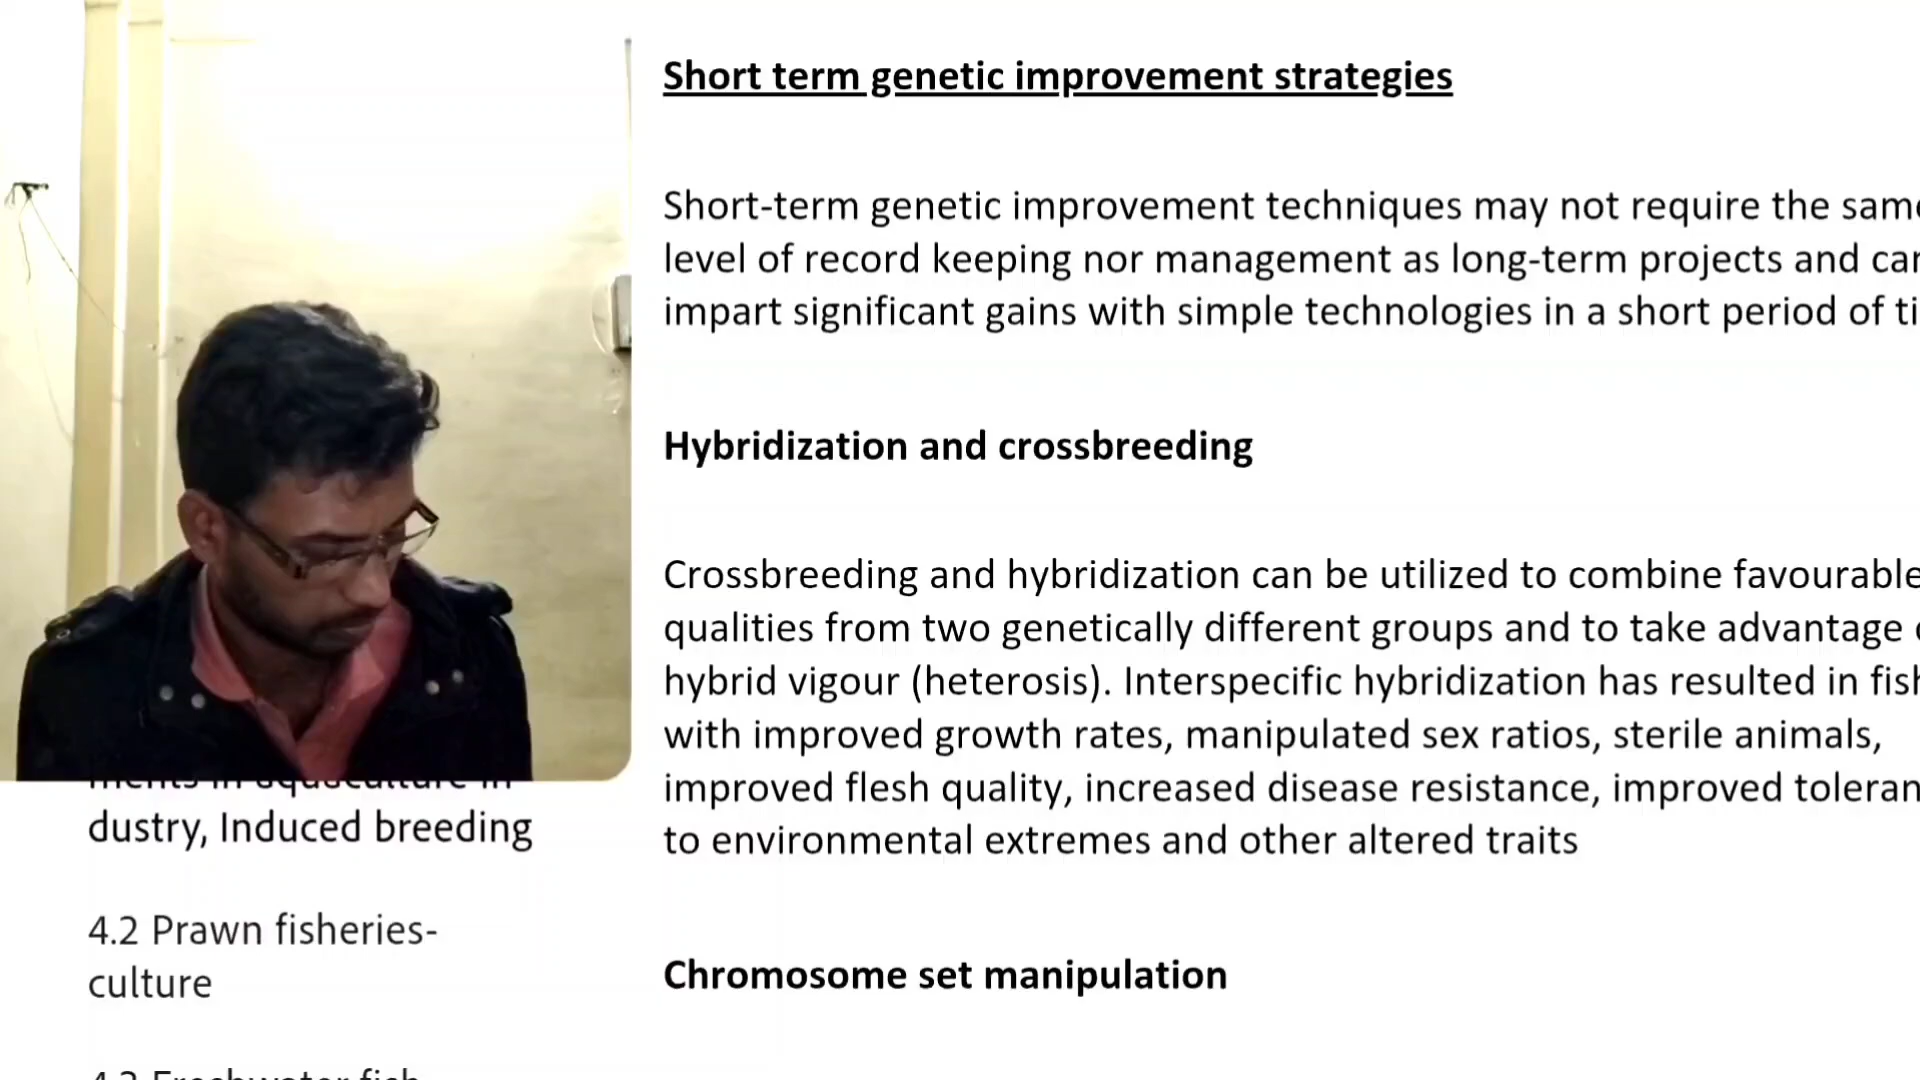 Short term genetic improvement strategies
Short-term genetic improvement techniques may not require the
level of record keeping nor management as long-term projects and
impart significant gains with simple technologies in a short period of
Hybridization and crossbreeding
Crossbreeding and hybridization can be utilized to combine favourable
qualities from two genetically different groups and to take advantage
hybrid vigour (heterosis). Interspecific hybridization has resulted in
with improved growth rates, manipulated sex ratios, sterile animals,
improved flesh quality, increased disease resistance, improved
to environmental extremes and other altered traits
Chromosome set manipulation
dustry, Induced breeding
4.2 Prawn fisheries-
culture